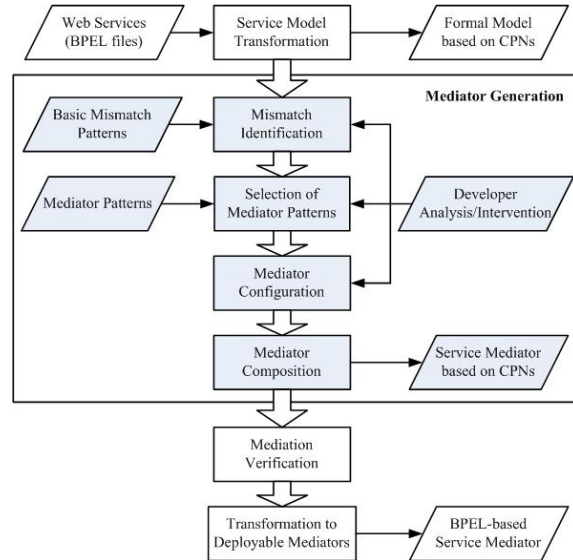 Web Services
(BPEL files)
Service Model
Transformation
Formal Model
based on CPNs
Mediator Generation
Basic Mismatch
Patterns
Mismatch
Identification
Mediator Patterns
Selection of
Mediator Patterns
Developer
Analysis/Intervention
Mediator
Configuration
Mediator
Composition
Service Mediator
based on CPNs
Mediation
Verification
Transformation to
Deployable Mediators
BPEL-based
Service Mediator